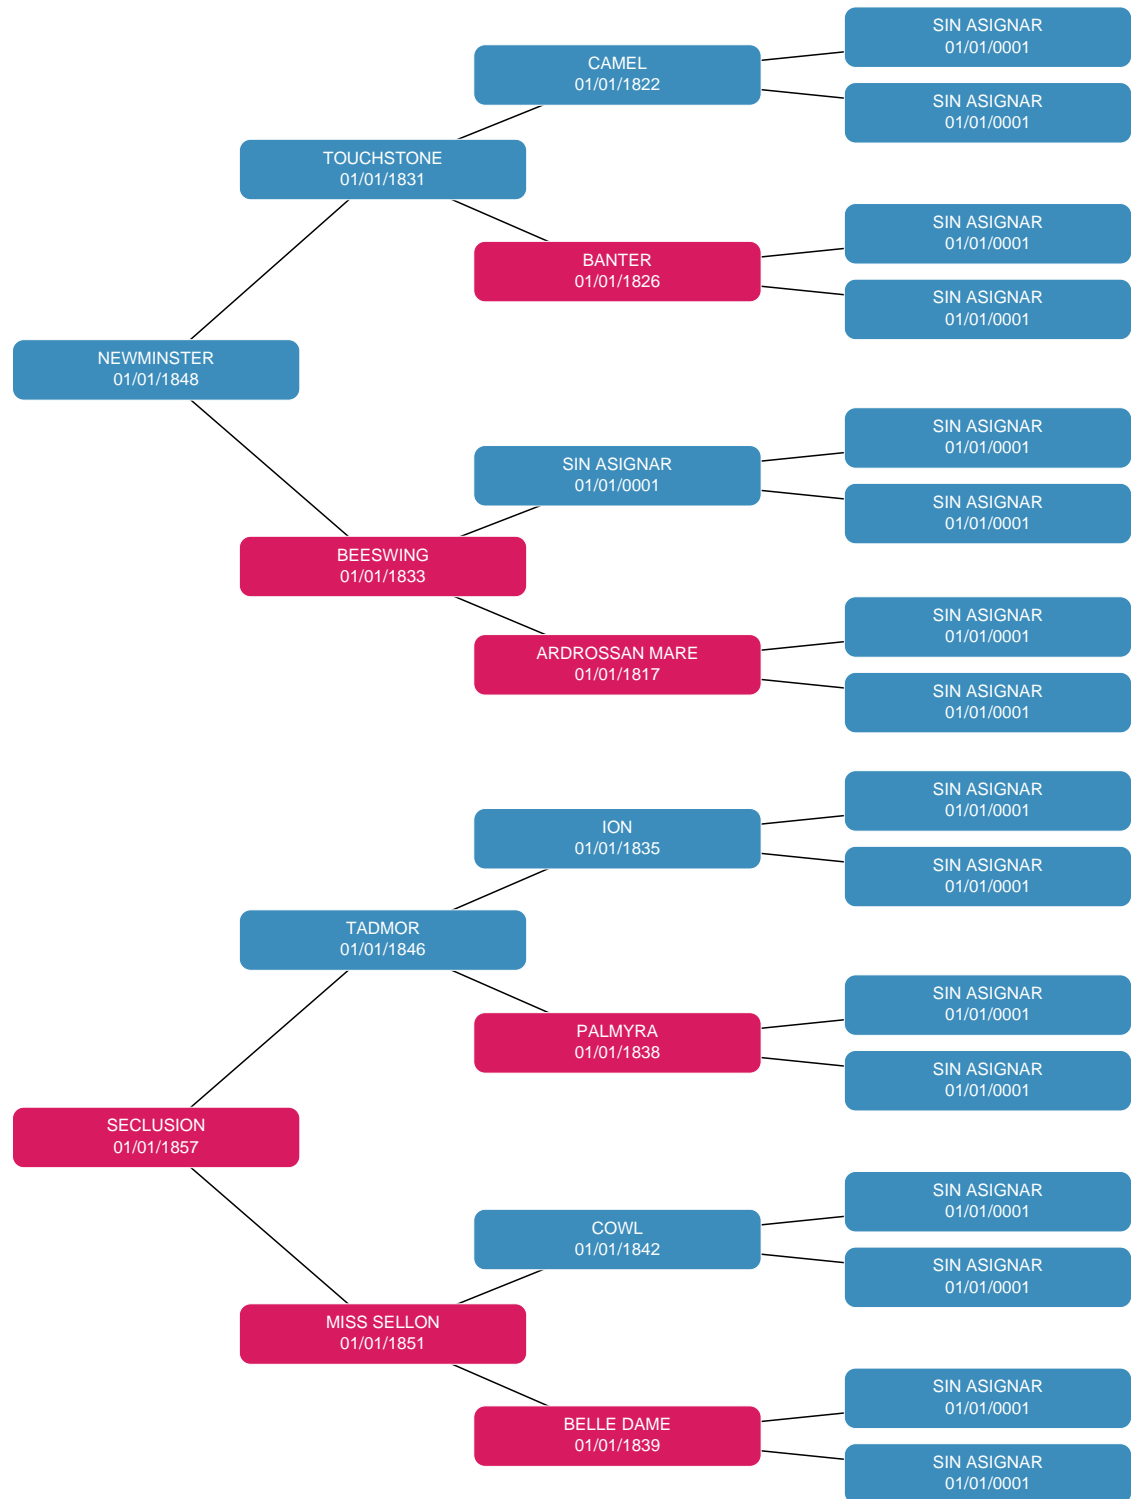 SIN ASIGNAR
01/01/0001
CAMEL
01/01/1822
SIN ASIGNAR
01/01/0001
TOUCHSTONE
01/01/1831
SIN ASIGNAR
01/01/0001
BANTER
01/01/1826
SIN ASIGNAR
01/01/0001
NEWMINSTER
01/01/1848
SIN ASIGNAR
01/01/0001
SIN ASIGNAR
01/01/0001
SIN ASIGNAR
01/01/0001
BEESWING
01/01/1833
SIN ASIGNAR
01/01/0001
ARDROSSAN MARE
01/01/1817
SIN ASIGNAR
01/01/0001
SIN ASIGNAR
01/01/0001
ION
01/01/1835
SIN ASIGNAR
01/01/0001
TADMOR
01/01/1846
SIN ASIGNAR
01/01/0001
PALMYRA
01/01/1838
SIN ASIGNAR
01/01/0001
SECLUSION
01/01/1857
SIN ASIGNAR
01/01/0001
COWL
01/01/1842
SIN ASIGNAR
01/01/0001
MISS SELLON
01/01/1851
SIN ASIGNAR
01/01/0001
BELLE DAME
01/01/1839
SIN ASIGNAR
01/01/0001